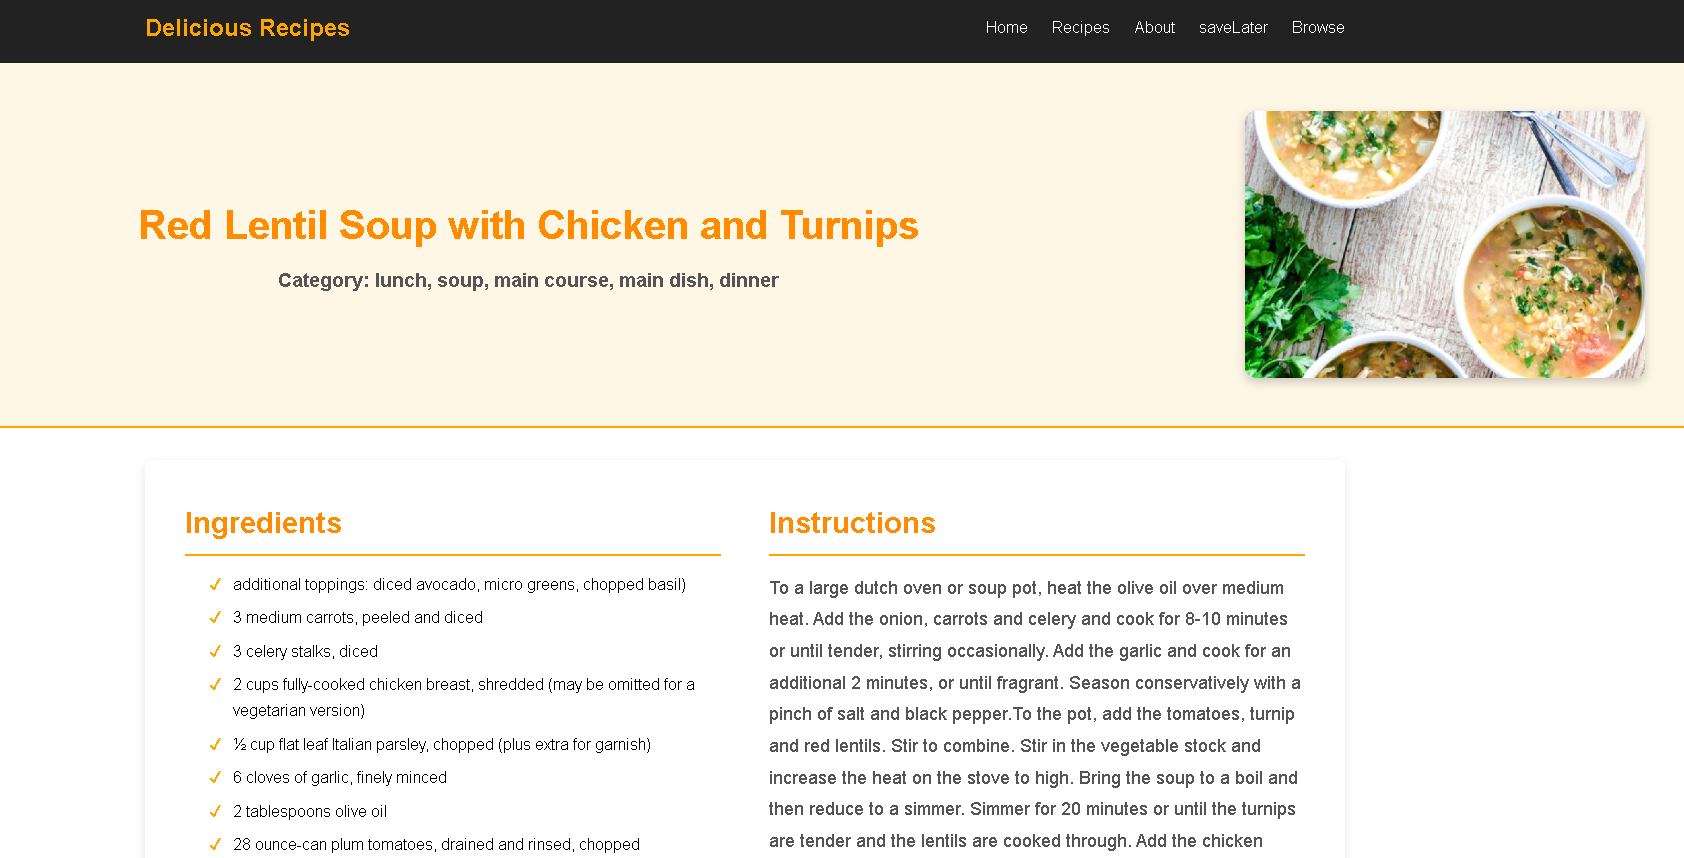 Delicious Recipes
Home Recipes About saveLater Browse
Red Lentil Soup with Chicken and Turnips
Category: lunch, soup, main course, main dish, dinner
Ingredients
additional toppings: diced avocado, micro greens, chopped basil)
3 medium carrots, peeled and diced
3 celery stalks, diced
2 cups fully-cooked chicken breast, shredded (may be omitted for a
vegetarian version)
½ cup flat leaf Italian parsley, chopped (plus extra for garnish)
6 cloves of garlic, finely minced
2 tablespoons olive oil
28 ounce-can plum tomatoes, drained and rinsed, chopped
Instructions
To a large dutch oven or soup pot, heat the olive oil over medium
heat. Add the onion, carrots and celery and cook for 8-10 minutes
or until tender, stirring occasionally. Add the garlic and cook for an
additional 2 minutes, or until fragrant. Season conservatively with a
pinch of salt and black pepper.To the pot, add the tomatoes, turnip
and red lentils. Stir to combine. Stir in the vegetable stock and
increase the heat on the stove to high. Bring the soup to a boil and
then reduce to a simmer. Simmer for 20 minutes or until the turnips
are tender and the lentils are cooked through. Add the chicken